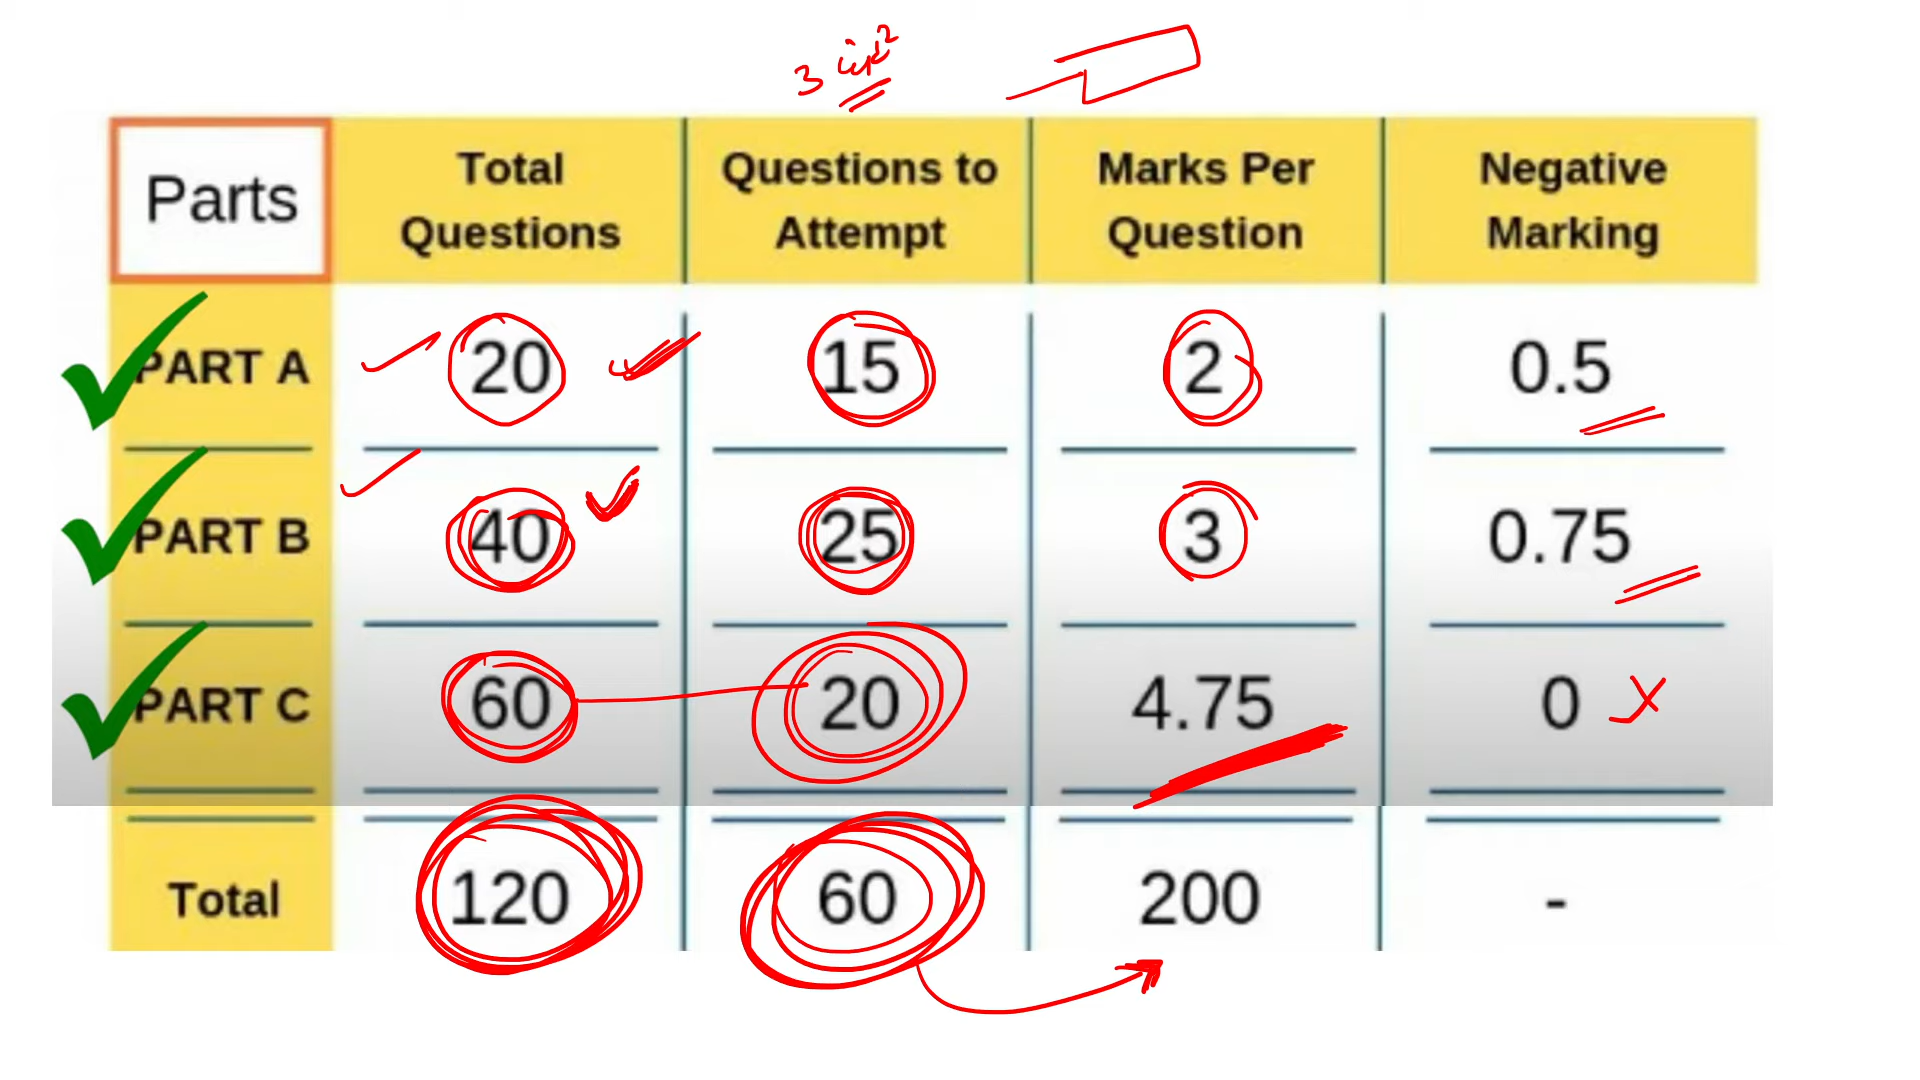 3
Parts
Total Questions
Questions to Attempt
Marks Per Question
Negative Marking
PART A 20 15 2 0.5
PART B 40 25 3 0.75
PART C 60 20 4.75 0 x
Total 120 60 200 -